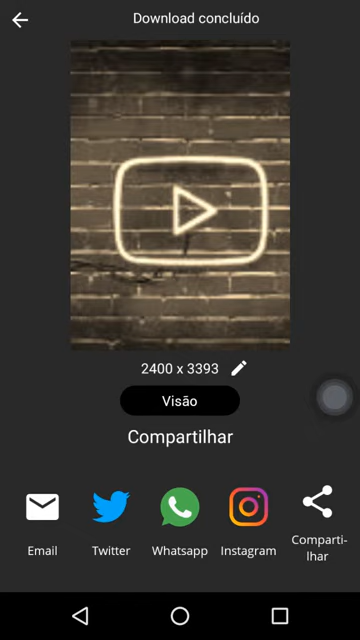 Download concluído
2400 x 3393
Visão
Compartilhar
Email
Twitter
Whatsapp
Instagram
Comparti-
lhar